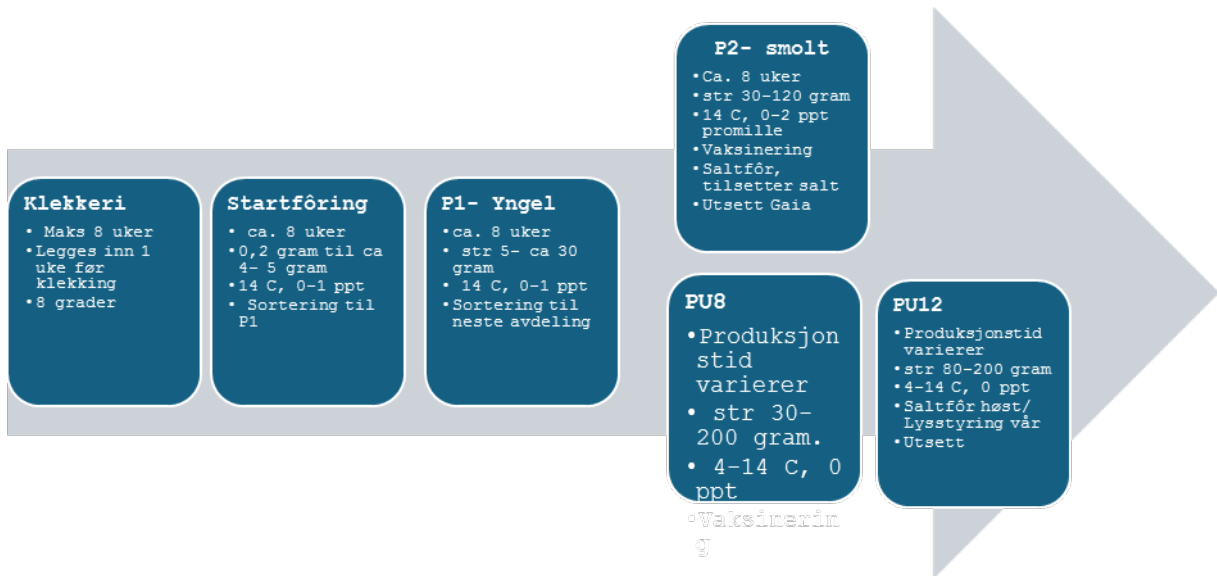 Klekkeri
• Maks 8 uker
•Legges inn 1
uke før
klekking
•8 grader
Startfôring
• ca. 8 uker
•0,2 gram til ca
4- 5 gram
•14 C, 0-1 ppt
• Sortering til
P1
P1- Yngel
•ca. 8 uker
• str 5- ca 30
gram
• 14 C, 0-1 ppt
•Sortering til
neste avdeling
P2- smolt
•Ca. 8 uker
•str 30-120 gram
•14 C, 0-2 ppt
promille
•Vaksinering
•Saltfôr,
tilsetter salt
•Utsett Gaia
PU8
•Produksjon
stid
varierer
• str 30-
200 gram.
• 4-14 C, 0
ppt
•Vaksinerin
g
PU12
•Produksjonstid
varierer
•str 80-200 gram
•4-14 C, 0 ppt
•Saltfôr høst/
Lysstyring vår
•Utsett